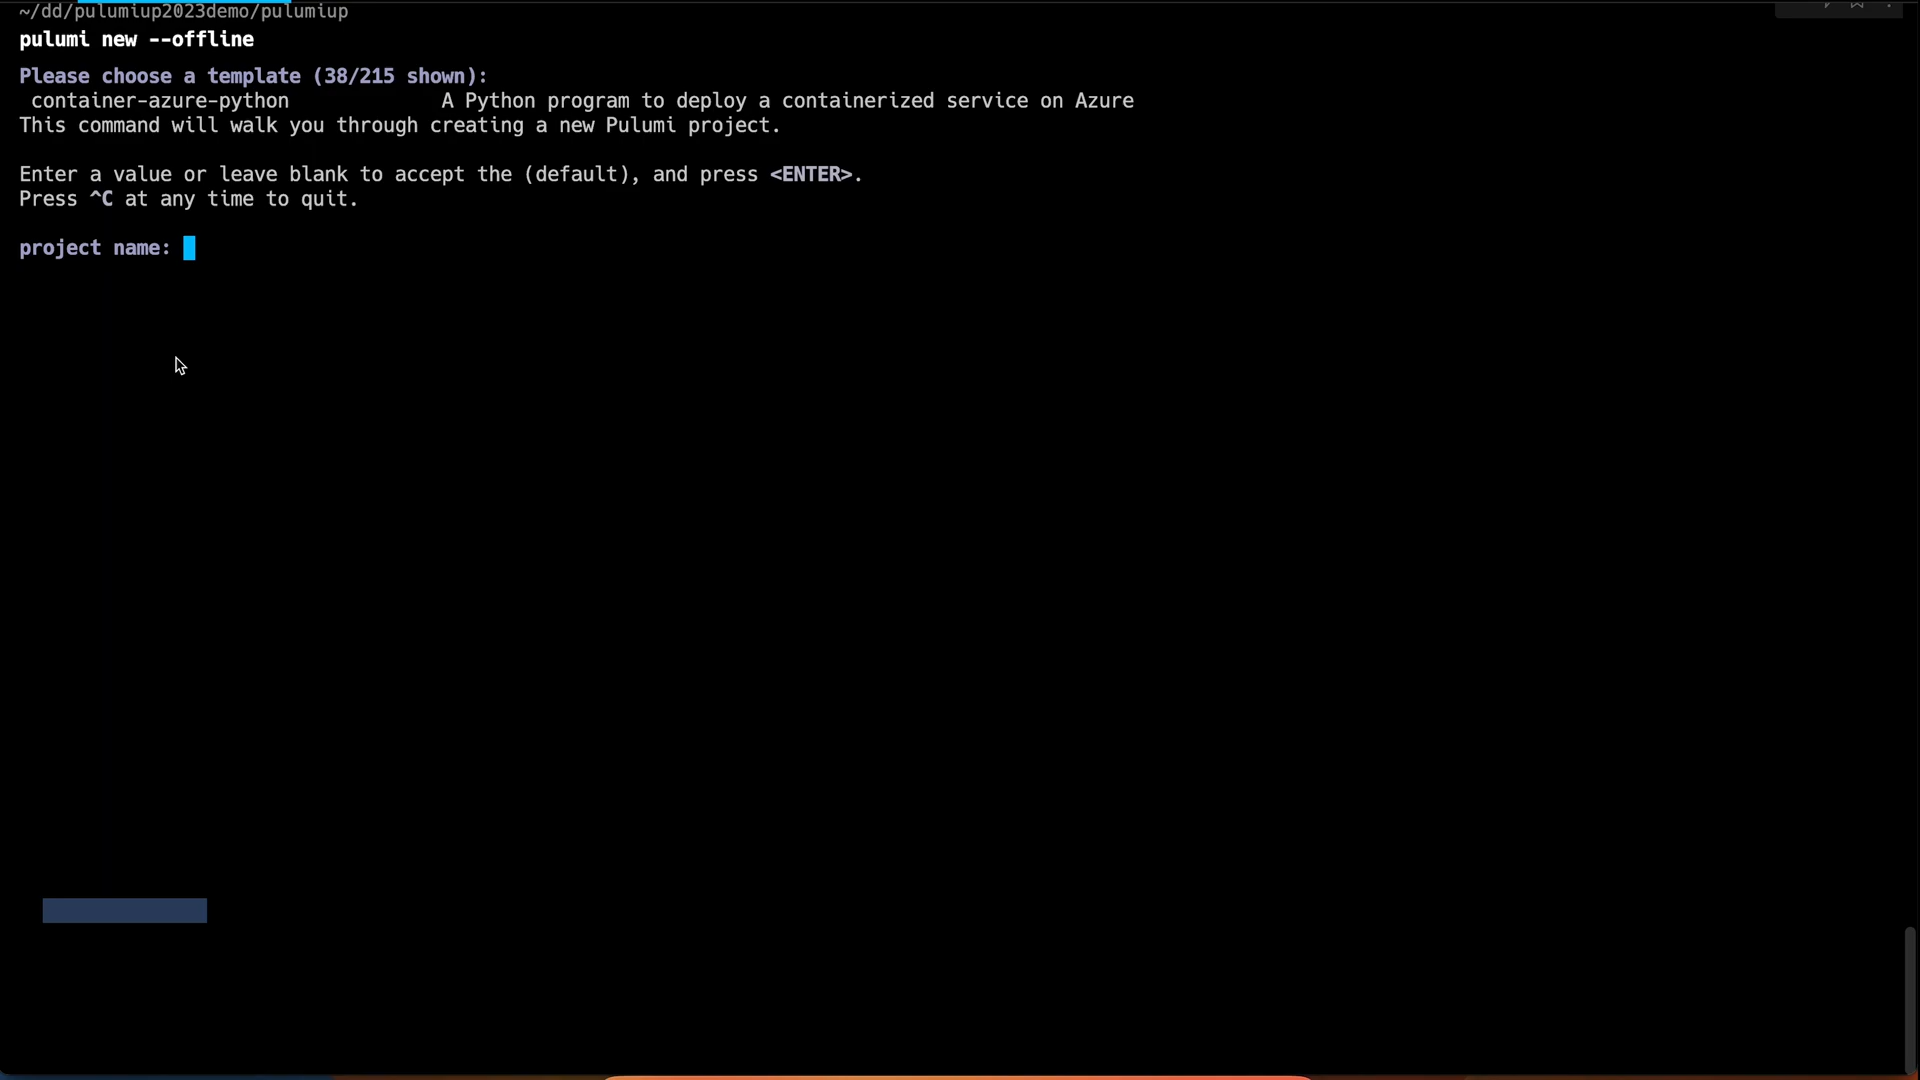 ~/dd/pulumiup2023demo/pulumiup
pulumi new --offline
Please choose a template (38/215 shown):
container-azure-python A Python program to deploy a containerized service on Azure
This command will walk you through creating a new Pulumi project.
Enter a value or leave blank to accept the (default), and press <ENTER>.
Press ^C at any time to quit.
project name: